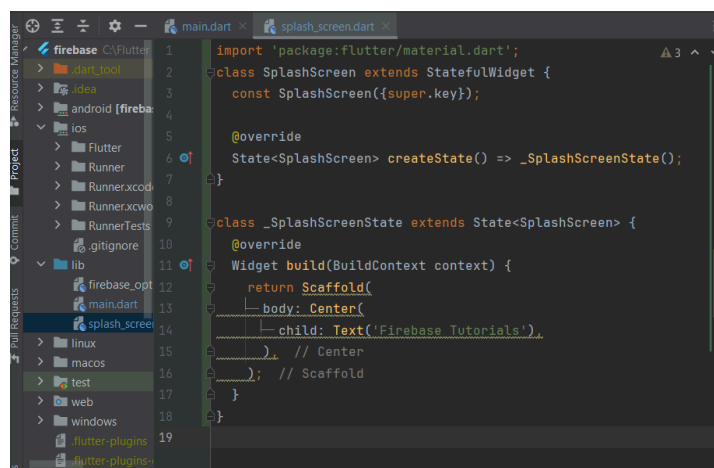 main.dart
splash_screen.dart
Resource Manager
Project
Commit
Pull Requests
firebase C:\Flutter
.dart_tool
.idea
android [fireba
ios
Flutter
Runner
Runner.xcod
Runner.xcwo
RunnerTests
.gitignore
lib
firebase_opt
main.dart
splash_scree
linux
macos
test
web
windows
.flutter-plugins
.flutter-plugins-
3
1 import 'package:flutter/material.dart';
2 class SplashScreen extends StatefulWidget {
3 const SplashScreen({super.key});
4
5 @override
6 State<SplashScreen> createState() => _SplashScreenState();
7 }
8
9 class _SplashScreenState extends State<SplashScreen> {
10 @override
11 Widget build(BuildContext context) {
12 return Scaffold(
13 body: Center(
14 child: Text('Firebase Tutorials'),
15 ), // Center
16 ); // Scaffold
17 }
18 }
19